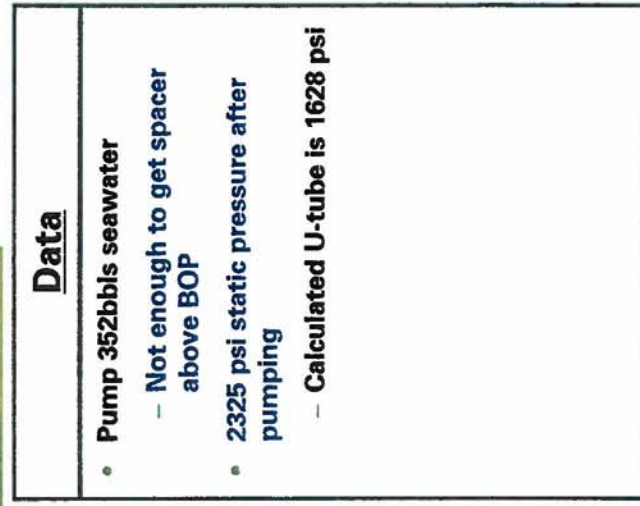 Data
• Pump 352bbls seawater
– Not enough to get spacer
above BOP
• 2325 psi static pressure after
pumping
– Calculated U-tube is 1628 psi